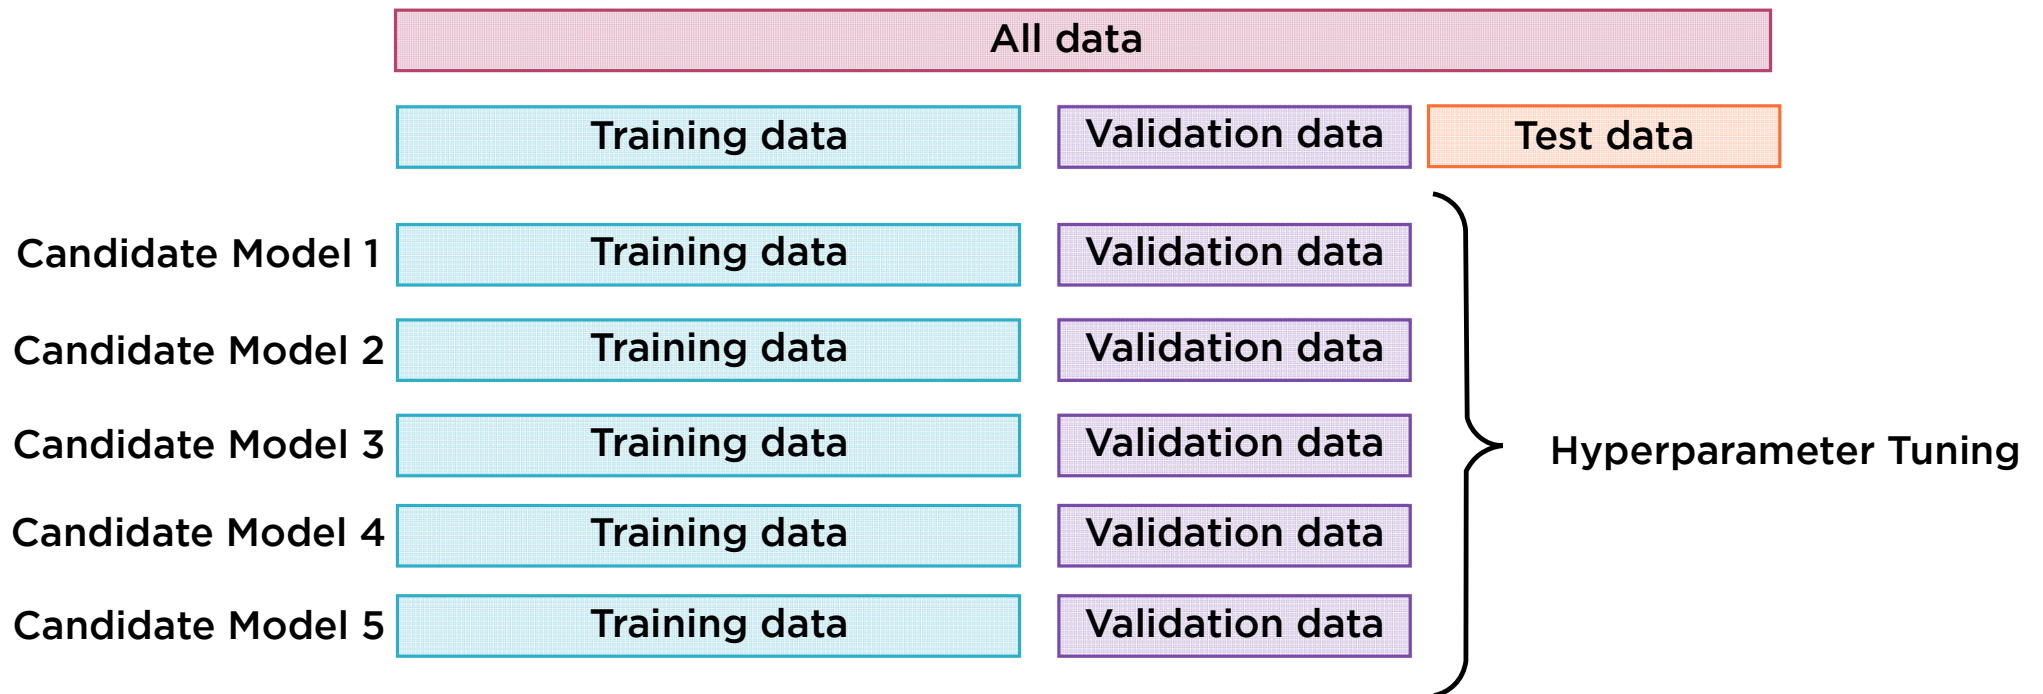 All data
Training data Validation data Test data
Candidate Model 1 Training data Validation data
Candidate Model 2 Training data Validation data
Candidate Model 3 Training data Validation data
Hyperparameter Tuning
Candidate Model 4 Training data Validation data
Candidate Model 5 Training data Validation data